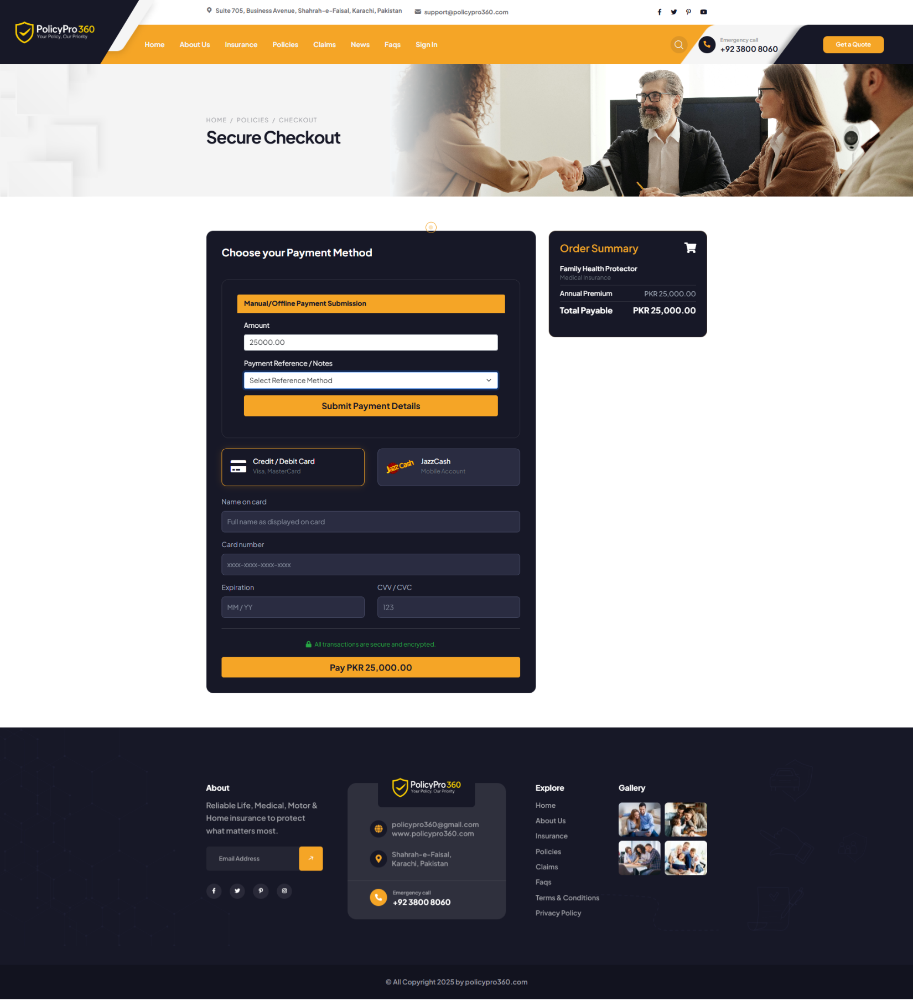 PolicyPro 360
Your Policy, Our Priority
Suite 705, Business Avenue, Shahrah-e-Faisal, Karachi, Pakistan
support@policypro360.com
Home
About Us
Insurance
Policies
Claims
News
Faqs
Sign In
Emergency call
+92 3800 8060
Get a Quote
HOME / POLICIES / CHECKOUT
Secure Checkout
Choose your Payment Method
Manual/Offline Payment Submission
Amount
25000.00
Payment Reference / Notes
Select Reference Method
Submit Payment Details
Credit / Debit Card
Visa, MasterCard
Jazz Cash
JazzCash
Mobile Account
Name on card
Full name as displayed on card
Card number
xxxx-xxxx-xxxx-xxxx
Expiration
CVV / CVC
MM / YY
123
All transactions are secure and encrypted.
Pay PKR 25,000.00
Order Summary
Family Health Protector
Medical Insurance
Annual Premium PKR 25,000.00
Total Payable PKR 25,000.00
About
Reliable Life, Medical, Motor &
Home insurance to protect
what matters most.
Email Address
PolicyPro 360
Your Policy, Our Priority
policypro360@gmail.com
www.policypro360.com
Shahrah-e-Faisal,
Karachi, Pakistan
Emergency call
+92 3800 8060
Explore
Home
About Us
Insurance
Policies
Claims
Faqs
Terms & Conditions
Privacy Policy
Gallery
© All Copyright 2025 by policypro360.com